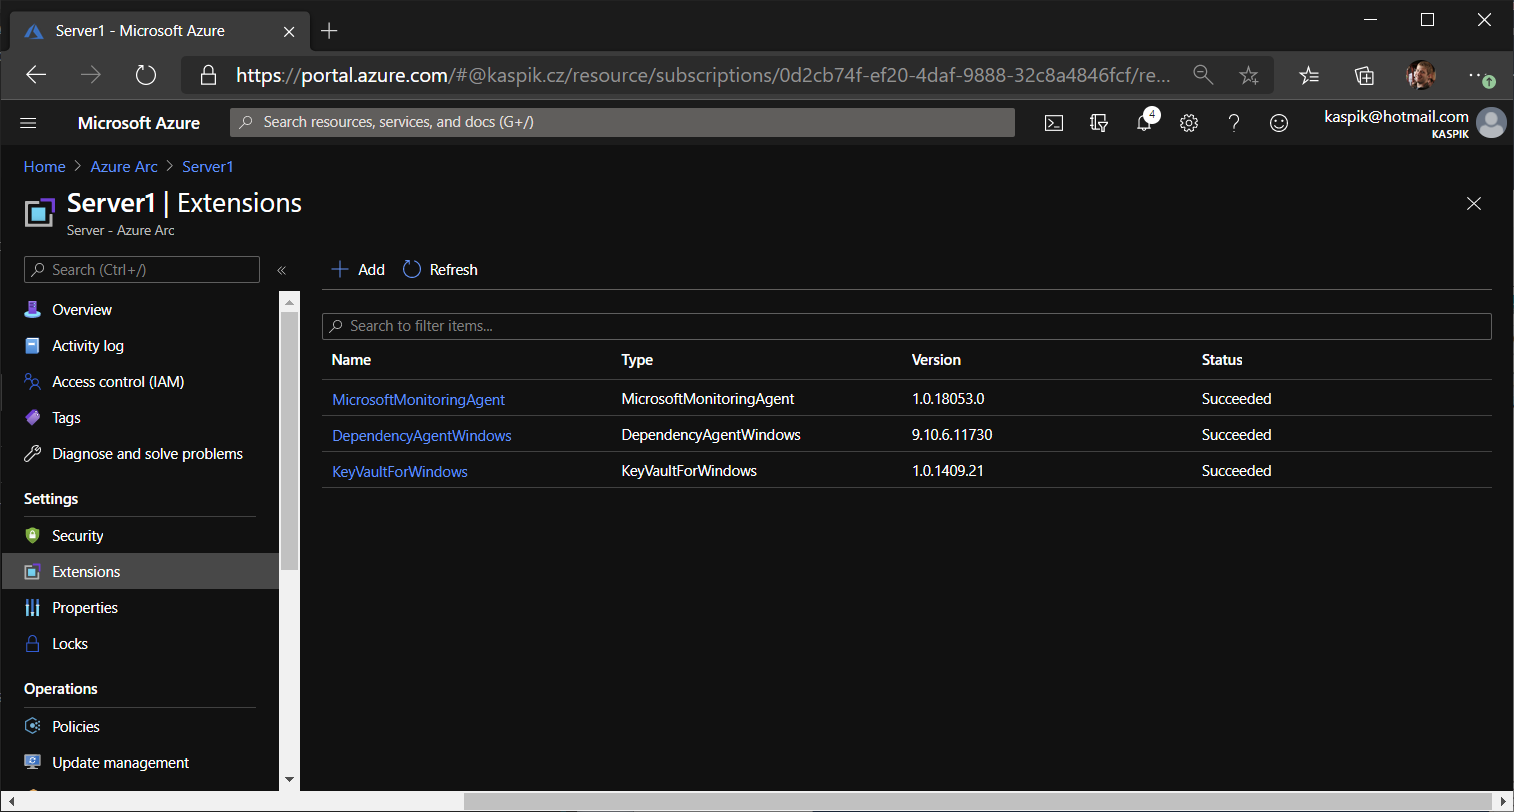 Server1 - Microsoft Azure
https://portal.azure.com/#@kaspik.cz/resource/subscriptions/0d2cb74f-ef20-4daf-9888-32c8a4846fcf/re...
Microsoft Azure
Search resources, services, and docs (G+/)
4
kaspik@hotmail.com
KASPIK
Home > Azure Arc > Server1
Server1 | Extensions
Server - Azure Arc
Search (Ctrl+/)
«
Overview
Activity log
Access control (IAM)
Tags
Diagnose and solve problems
Settings
Security
Extensions
Properties
Locks
Operations
Policies
Update management
Add Refresh
Search to filter items...
Name Type Version Status
MicrosoftMonitoringAgent MicrosoftMonitoringAgent 1.0.18053.0 Succeeded
DependencyAgentWindows DependencyAgentWindows 9.10.6.11730 Succeeded
KeyVaultForWindows KeyVaultForWindows 1.0.1409.21 Succeeded